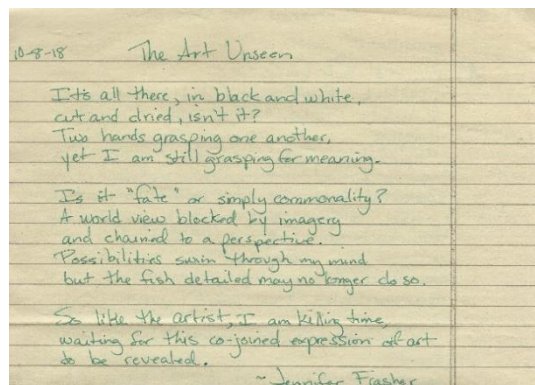 10-8-18 The Art Unseen
It's all there, in black and white,
cut and dried, isn't it?
Two hands grasping one another,
yet I am still grasping for meaning.
Is it "fate" or simply commonality?
A world view blocked by imagery
and chained to a perspective.
Possibilities swim through my mind
but the fish detailed may no longer do so.
So like the artist, I am killing time,
waiting for this co-joined expression of art
to be revealed.
~ Jennifer Frasher